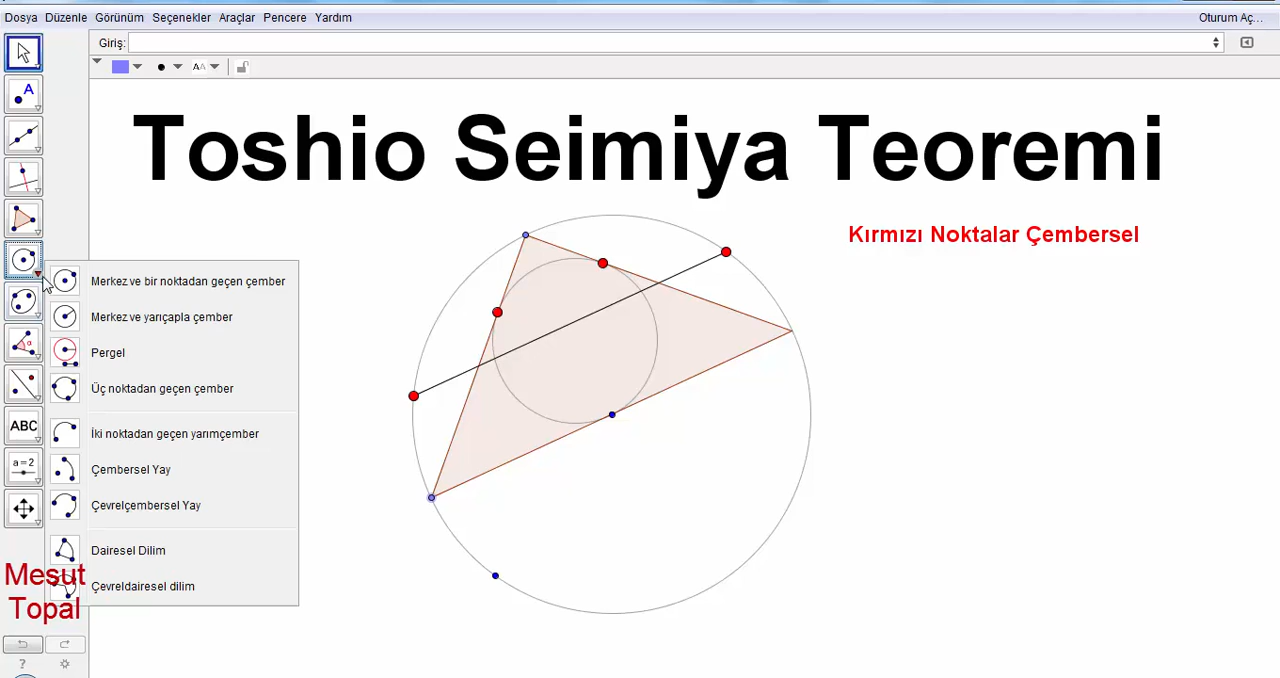 Dosya Düzenle Görünüm Seçenekler Araçlar Pencere Yardım Oturum Aç...
Giriş:
AA
Toshio Seimiya Teoremi
Kırmızı Noktalar Çembersel
A
Merkez ve bir noktadan geçen çember
Merkez ve yarıçapla çember
Pergel
α
Üç noktadan geçen çember
ABC
İki noktadan geçen yarımçember
a=2
Çembersel Yay
Çevrelçembersel Yay
Dairesel Dilim
Çevreldairesel dilim
Mesut
Topal
?